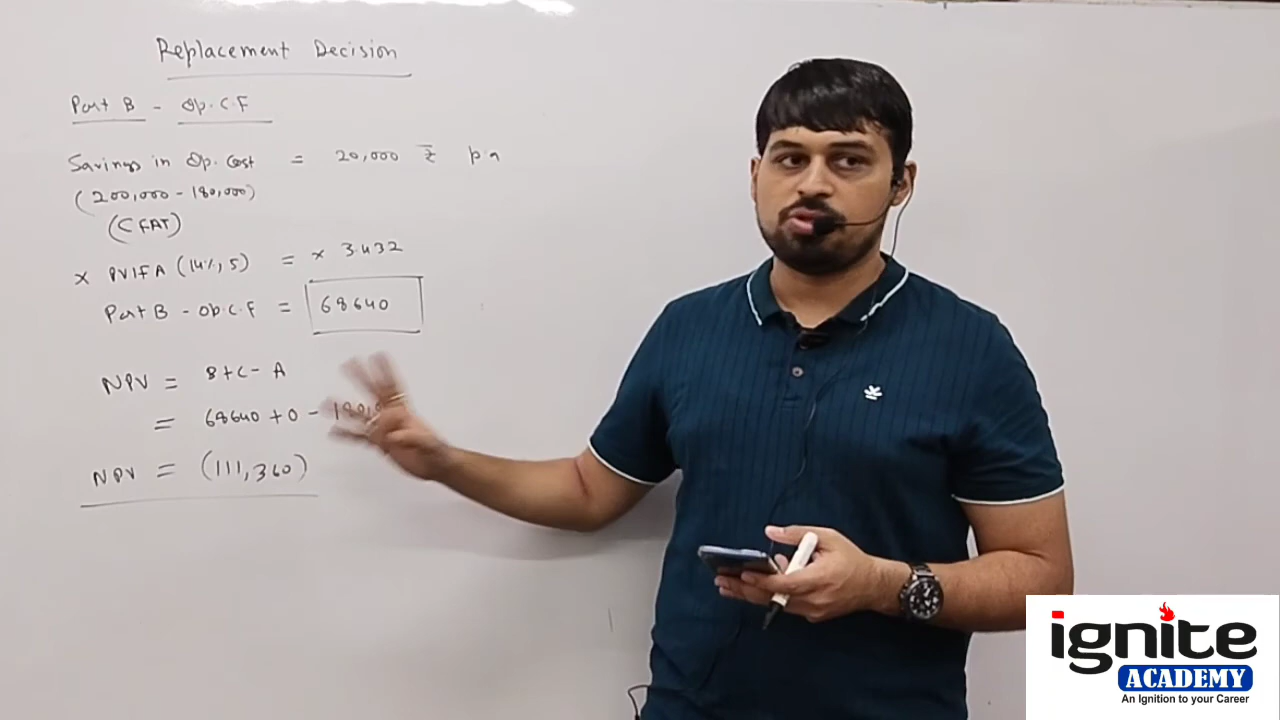 Replacement Decision
Part B - Op.C.F
Savings in Op. Cost = 20,000 ₹ p.a
(200,000 - 180,000)
(CFAT)
× PVIFA (14%, 5) = × 3.432
Part B - Op.C.F = 68640
NPV = B+C- A
= 68640 + 0 -
NPV = (111,360)
ignite
ACADEMY
An Ignition to your Career